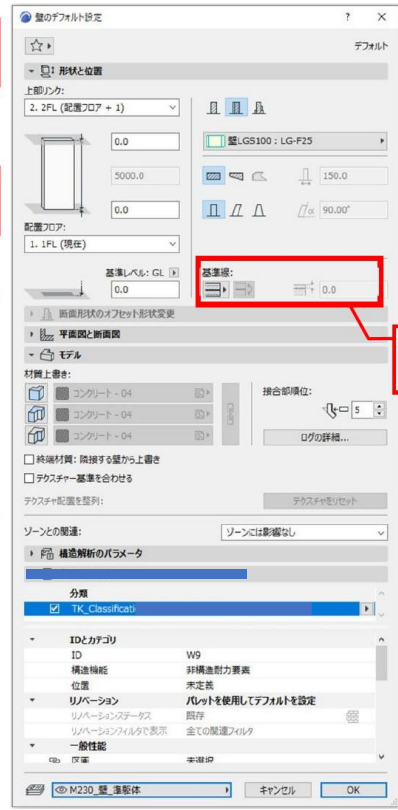 壁のデフォルト設定
?
×
デフォルト
形状と位置
上部リンク:
2. 2FL (配置フロア + 1)
0.0
壁LGS100 : LG-F25
5000.0
150.0
0.0
α 90.00°
配置フロア:
1. 1FL (現在)
基準レベル: GL
基準線:
0.0
0.0
断面形状のオフセット形状変更
平面図と断面図
モデル
材質上書き:
コンクリート - 04
接合部順位:
コンクリート - 04
5
コンクリート - 04
ログの詳細...
終端材質: 隣接する壁から上書き
テクスチャー基準を合わせる
テクスチャ配置を整列:
テクスチャをリセット
ゾーンとの関連:
ゾーンには影響なし
構造解析のパラメータ
分類
TK_Classificati
IDとカテゴリ
ID W9
構造機能 非構造耐力要素
位置 未定義
リノベーション パレットを使用してデフォルトを設定
リノベーションステータス 既存
リノベーションフィルタで表示 全ての関連フィルタ
一般性能
区画 未選択
M230_壁_準躯体
キャンセル
OK